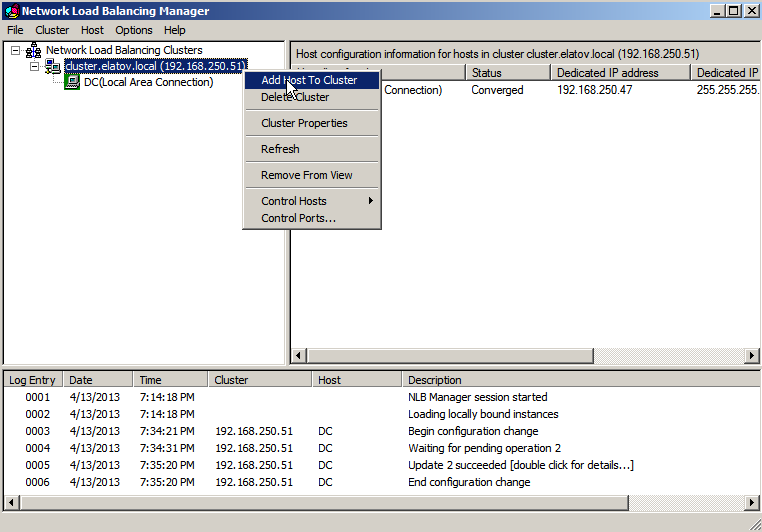 Network Load Balancing Manager
File Cluster Host Options Help
Network Load Balancing Clusters
cluster.elatov.local (192.168.250.51)
DC(Local Area Connection)
Add Host To Cluster
Delete Cluster
Cluster Properties
Refresh
Remove From View
Control Hosts
Control Ports...
Host configuration information for hosts in cluster cluster.elatov.local (192.168.250.51)
Status Dedicated IP address Dedicated IP
Connection) Converged 192.168.250.47 255.255.255.
Log Entry Date Time Cluster Host Description
0001 4/13/2013 7:14:18 PM NLB Manager session started
0002 4/13/2013 7:14:18 PM Loading locally bound instances
0003 4/13/2013 7:34:21 PM 192.168.250.51 DC Begin configuration change
0004 4/13/2013 7:34:31 PM 192.168.250.51 DC Waiting for pending operation 2
0005 4/13/2013 7:35:20 PM 192.168.250.51 DC Update 2 succeeded [double click for details...]
0006 4/13/2013 7:35:20 PM 192.168.250.51 DC End configuration change